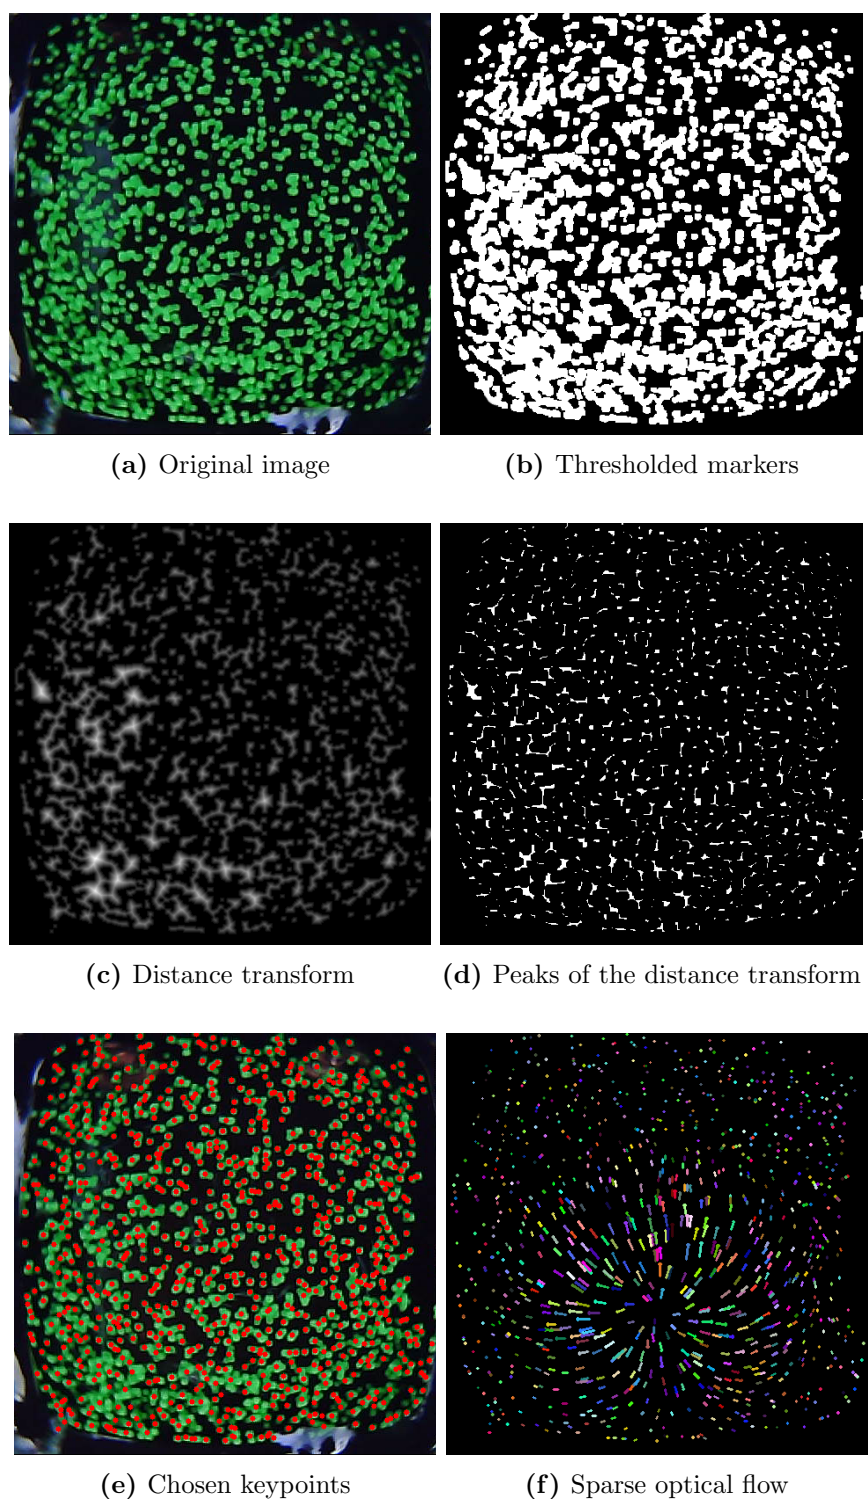 (a) Original image
(b) Thresholded markers
(c) Distance transform
(d) Peaks of the distance transform
(e) Chosen keypoints
(f) Sparse optical flow